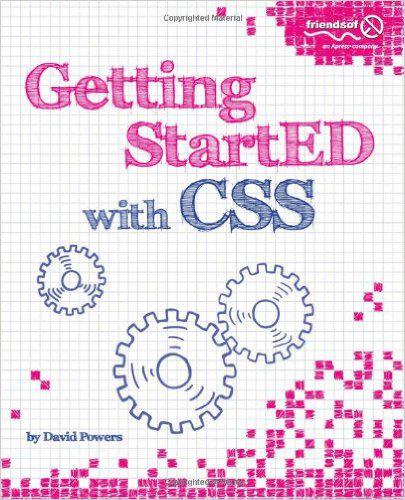 Copyrighted Material
friendsof
an Apress company
Getting
StartED
with CSS
by David Powers